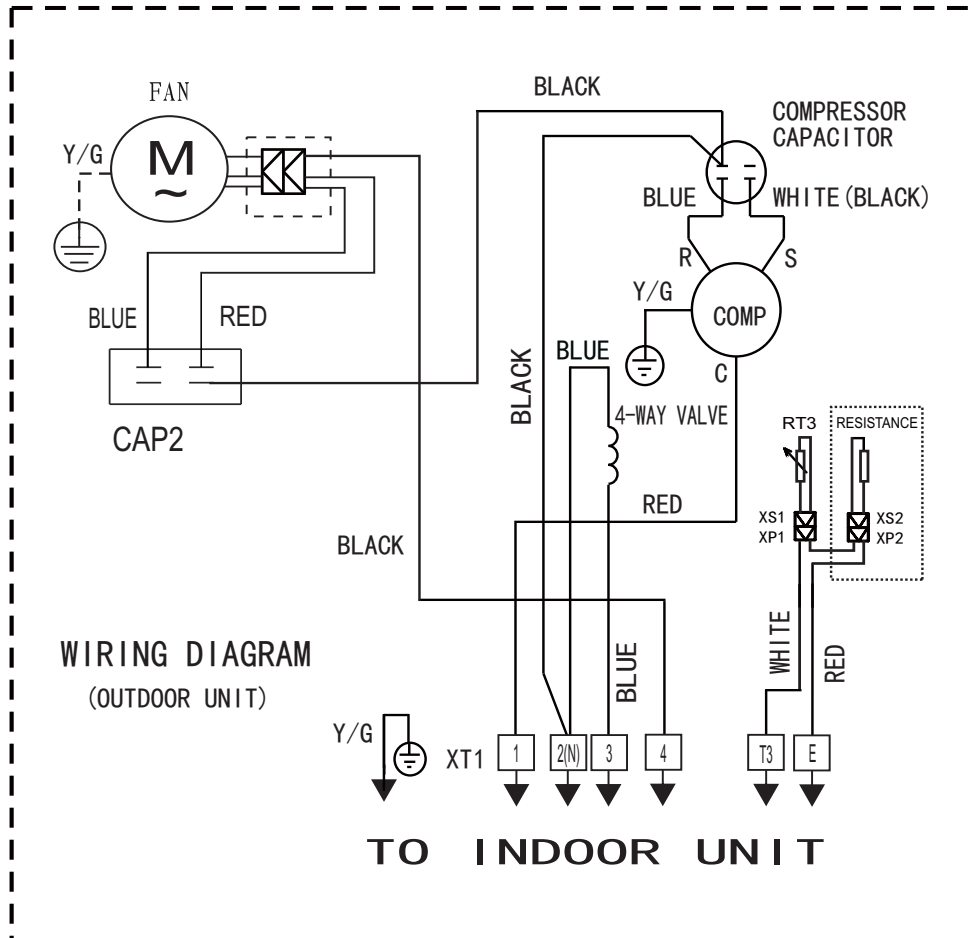 BLACK
FAN
COMPRESSOR
CAPACITOR
Y/G
M
~
BLUE
WHITE(BLACK)
R
S
Y/G
COMP
BLUE
RED
BLUE
C
BLACK
4-WAY VALVE
CAP2
RT3
RESISTANCE
RED
XS1
XS2
XP1
XP2
BLACK
WHITE
RED
BLUE
WIRING DIAGRAM
(OUTDOOR UNIT)
Y/G
XT1
1
2(N)
3
4
T3
E
TO INDOOR UNIT